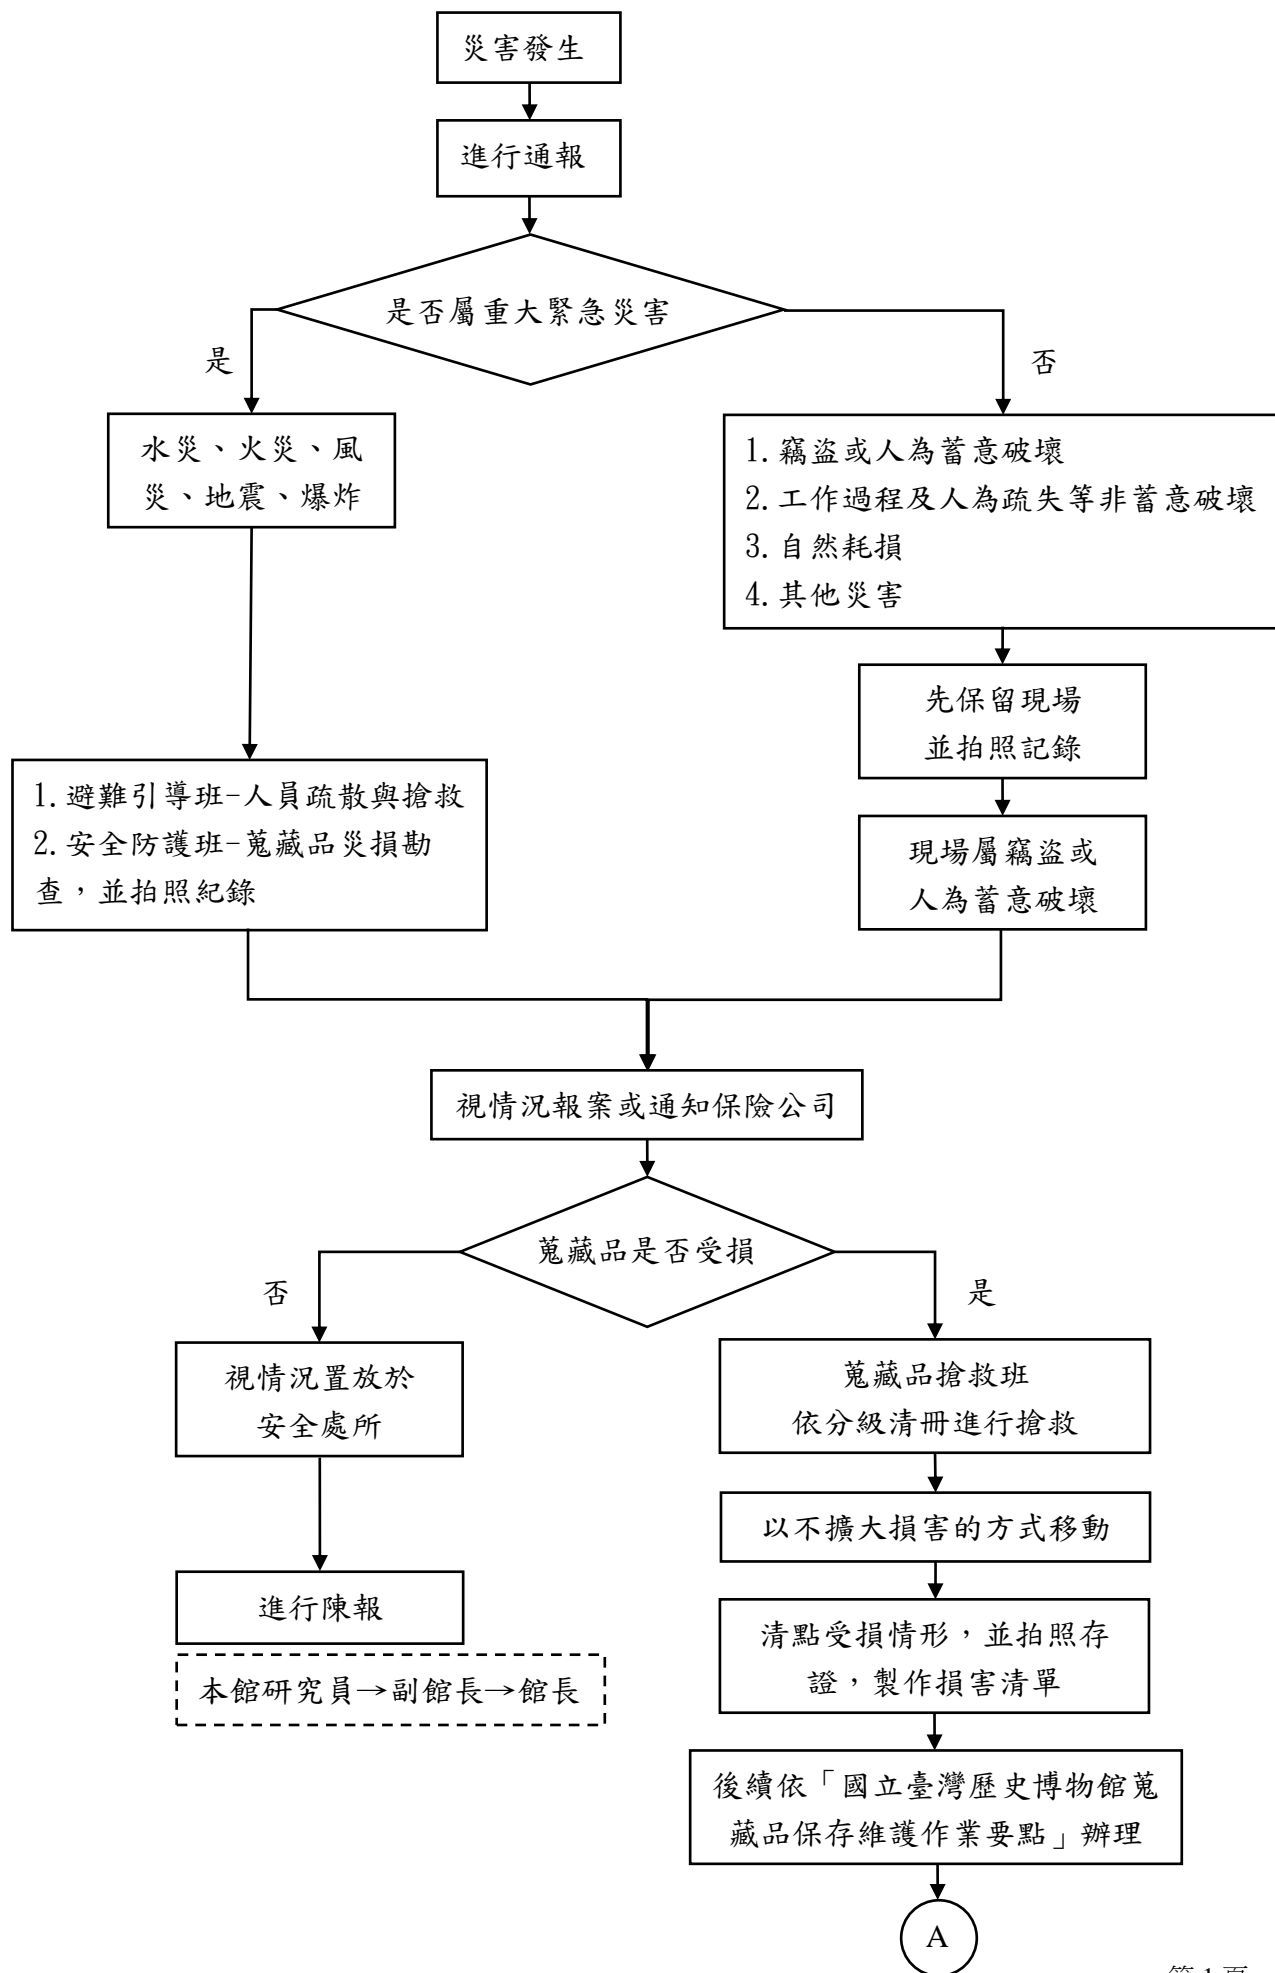 災害發生
進行通報
是否屬重大緊急災害
是
否
水災、火災、風
災、地震、爆炸
1.竊盜或人為蓄意破壞
2.工作過程及人為疏失等非蓄意破壞
3.自然耗損
4.其他災害
先保留現場
並拍照記錄
1.避難引導班-人員疏散與搶救
2.安全防護班-蒐藏品災損勘
查，並拍照紀錄
現場屬竊盜或
人為蓄意破壞
視情況報案或通知保險公司
蒐藏品是否受損
否
是
視情況置放於
安全處所
蒐藏品搶救班
依分級清冊進行搶救
以不擴大損害的方式移動
進行陳報
本館研究員→副館長→館長
清點受損情形，並拍照存
證，製作損害清單
後續依「國立臺灣歷史博物館蒐
藏品保存維護作業要點」辦理
A
第 1 頁